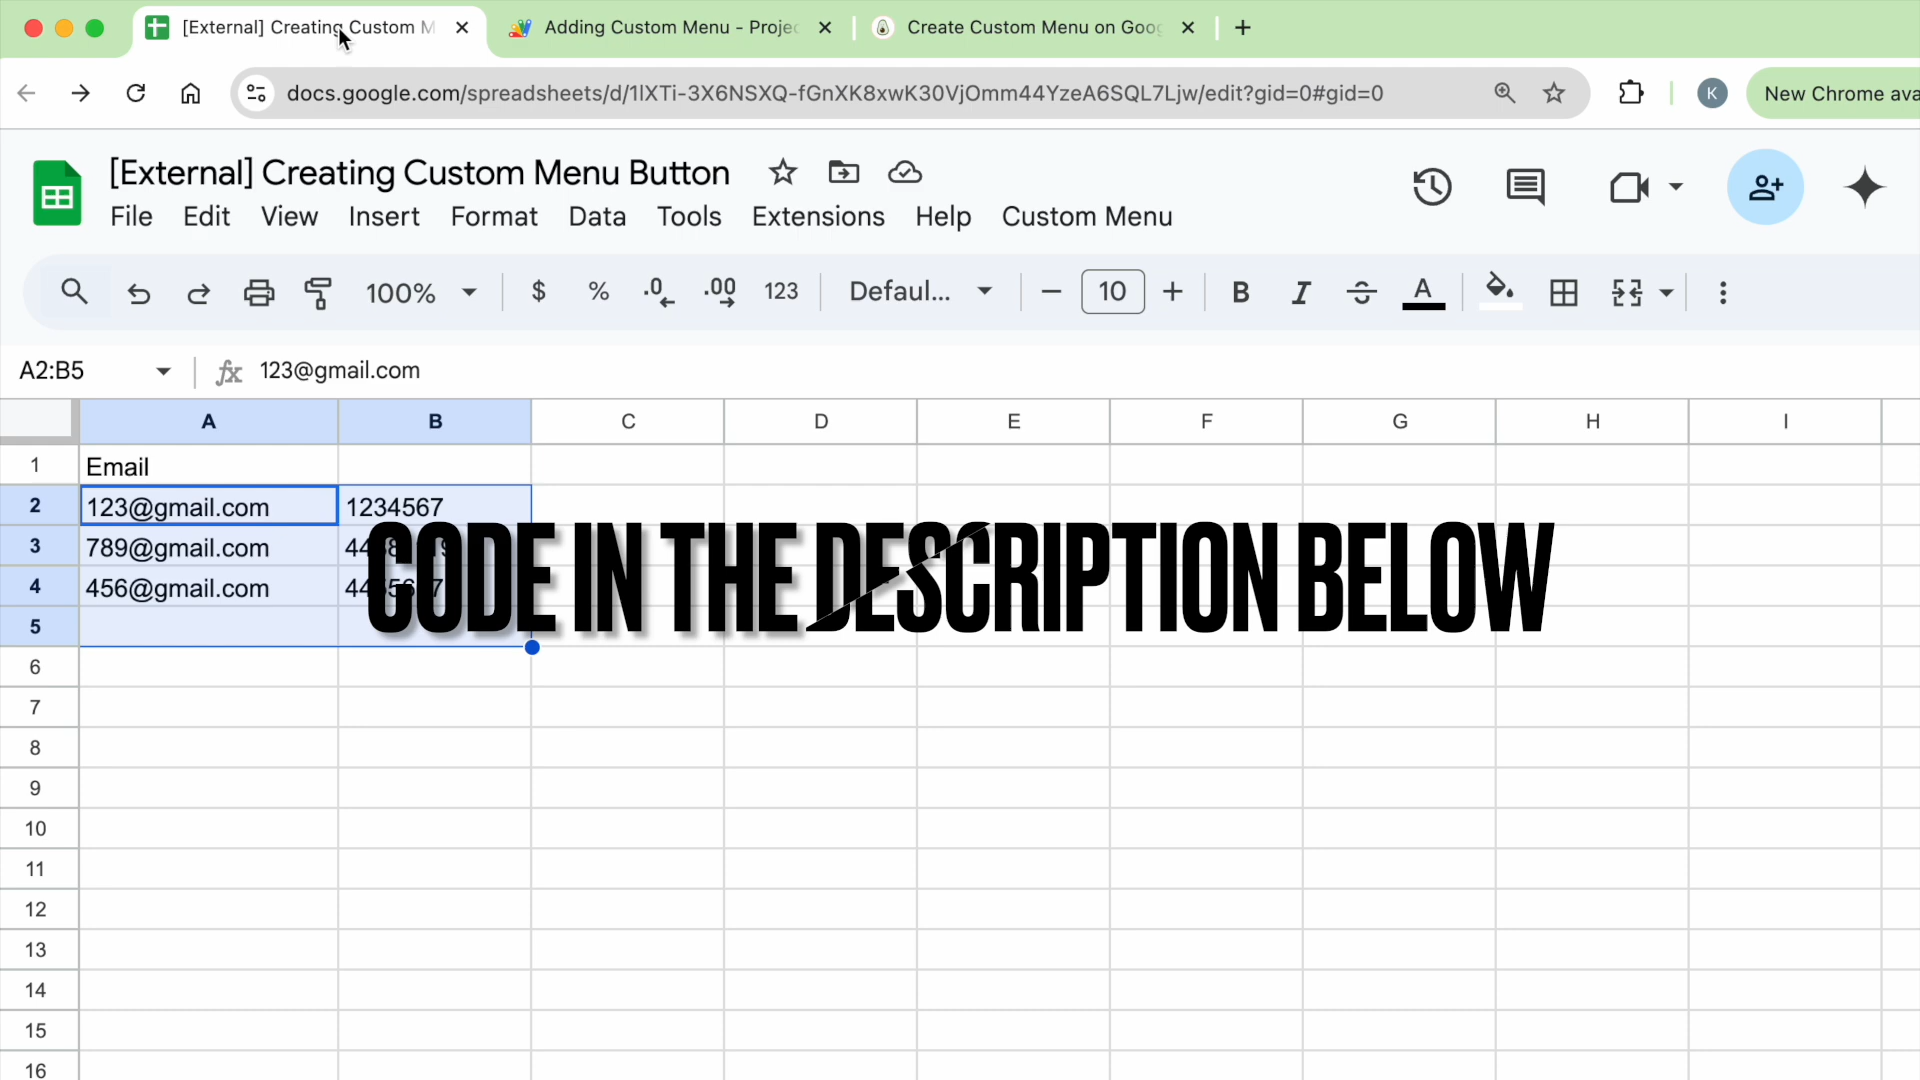 [External] Creating Custom M
Adding Custom Menu - Projec
Create Custom Menu on Goog
docs.google.com/spreadsheets/d/1lXTi-3X6NSXQ-fGnXK8xwK30VjOmm44YzeA6SQL7Ljw/edit?gid=0#gid=0
K
New Chrome ava
[External] Creating Custom Menu Button
File Edit View Insert Format Data Tools Extensions Help Custom Menu
100% $ % .0 .00 123 Defaul... 10 B I A
A2:B5 fx 123@gmail.com
A B C D E F G H I
1 Email
2 123@gmail.com 1234567
3 789@gmail.com
4 456@gmail.com
CODE IN THE DESCRIPTION BELOW
5
6
7
8
9
10
11
12
13
14
15
16